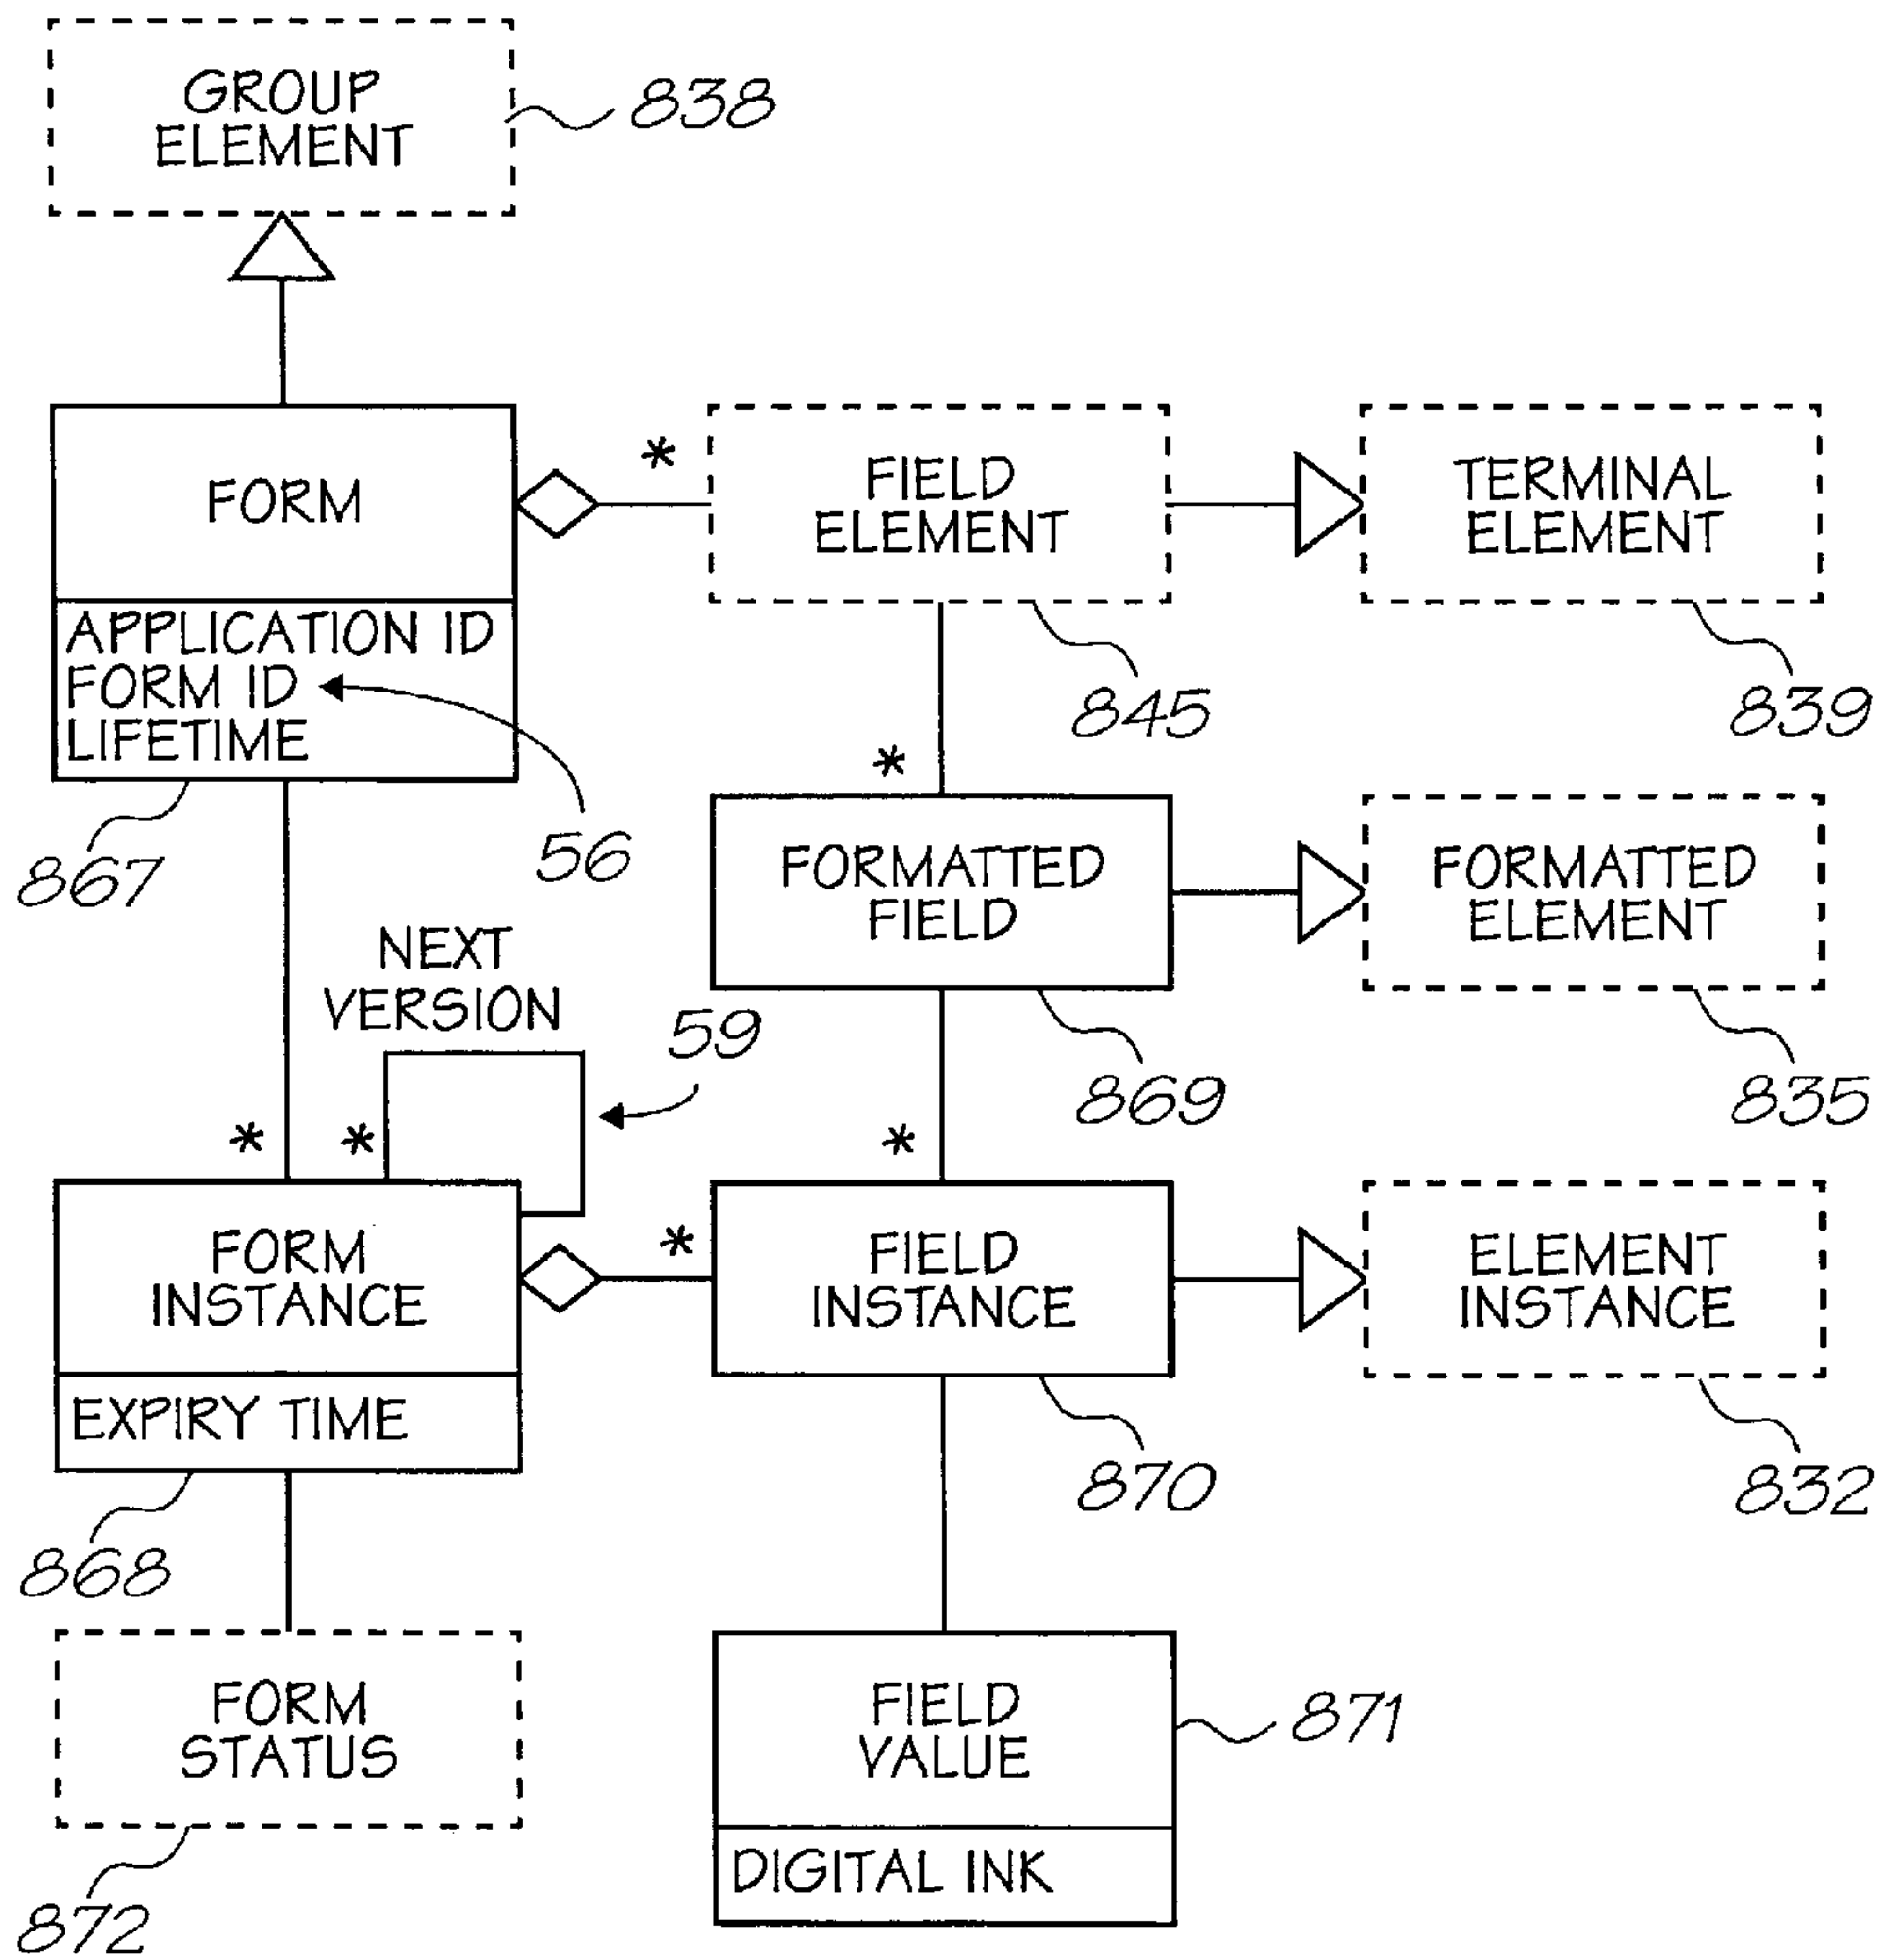 GROUP
ELEMENT
838
FORM
*
FIELD
ELEMENT
TERMINAL
ELEMENT
APPLICATION ID
FORM ID
LIFETIME
845
839
867
56
*
FORMATTED
FIELD
FORMATTED
ELEMENT
NEXT
VERSION
59
869
835
*
*
*
FORM
INSTANCE
*
FIELD
INSTANCE
ELEMENT
INSTANCE
EXPIRY TIME
868
870
832
FORM
STATUS
FIELD
VALUE
871
DIGITAL INK
872